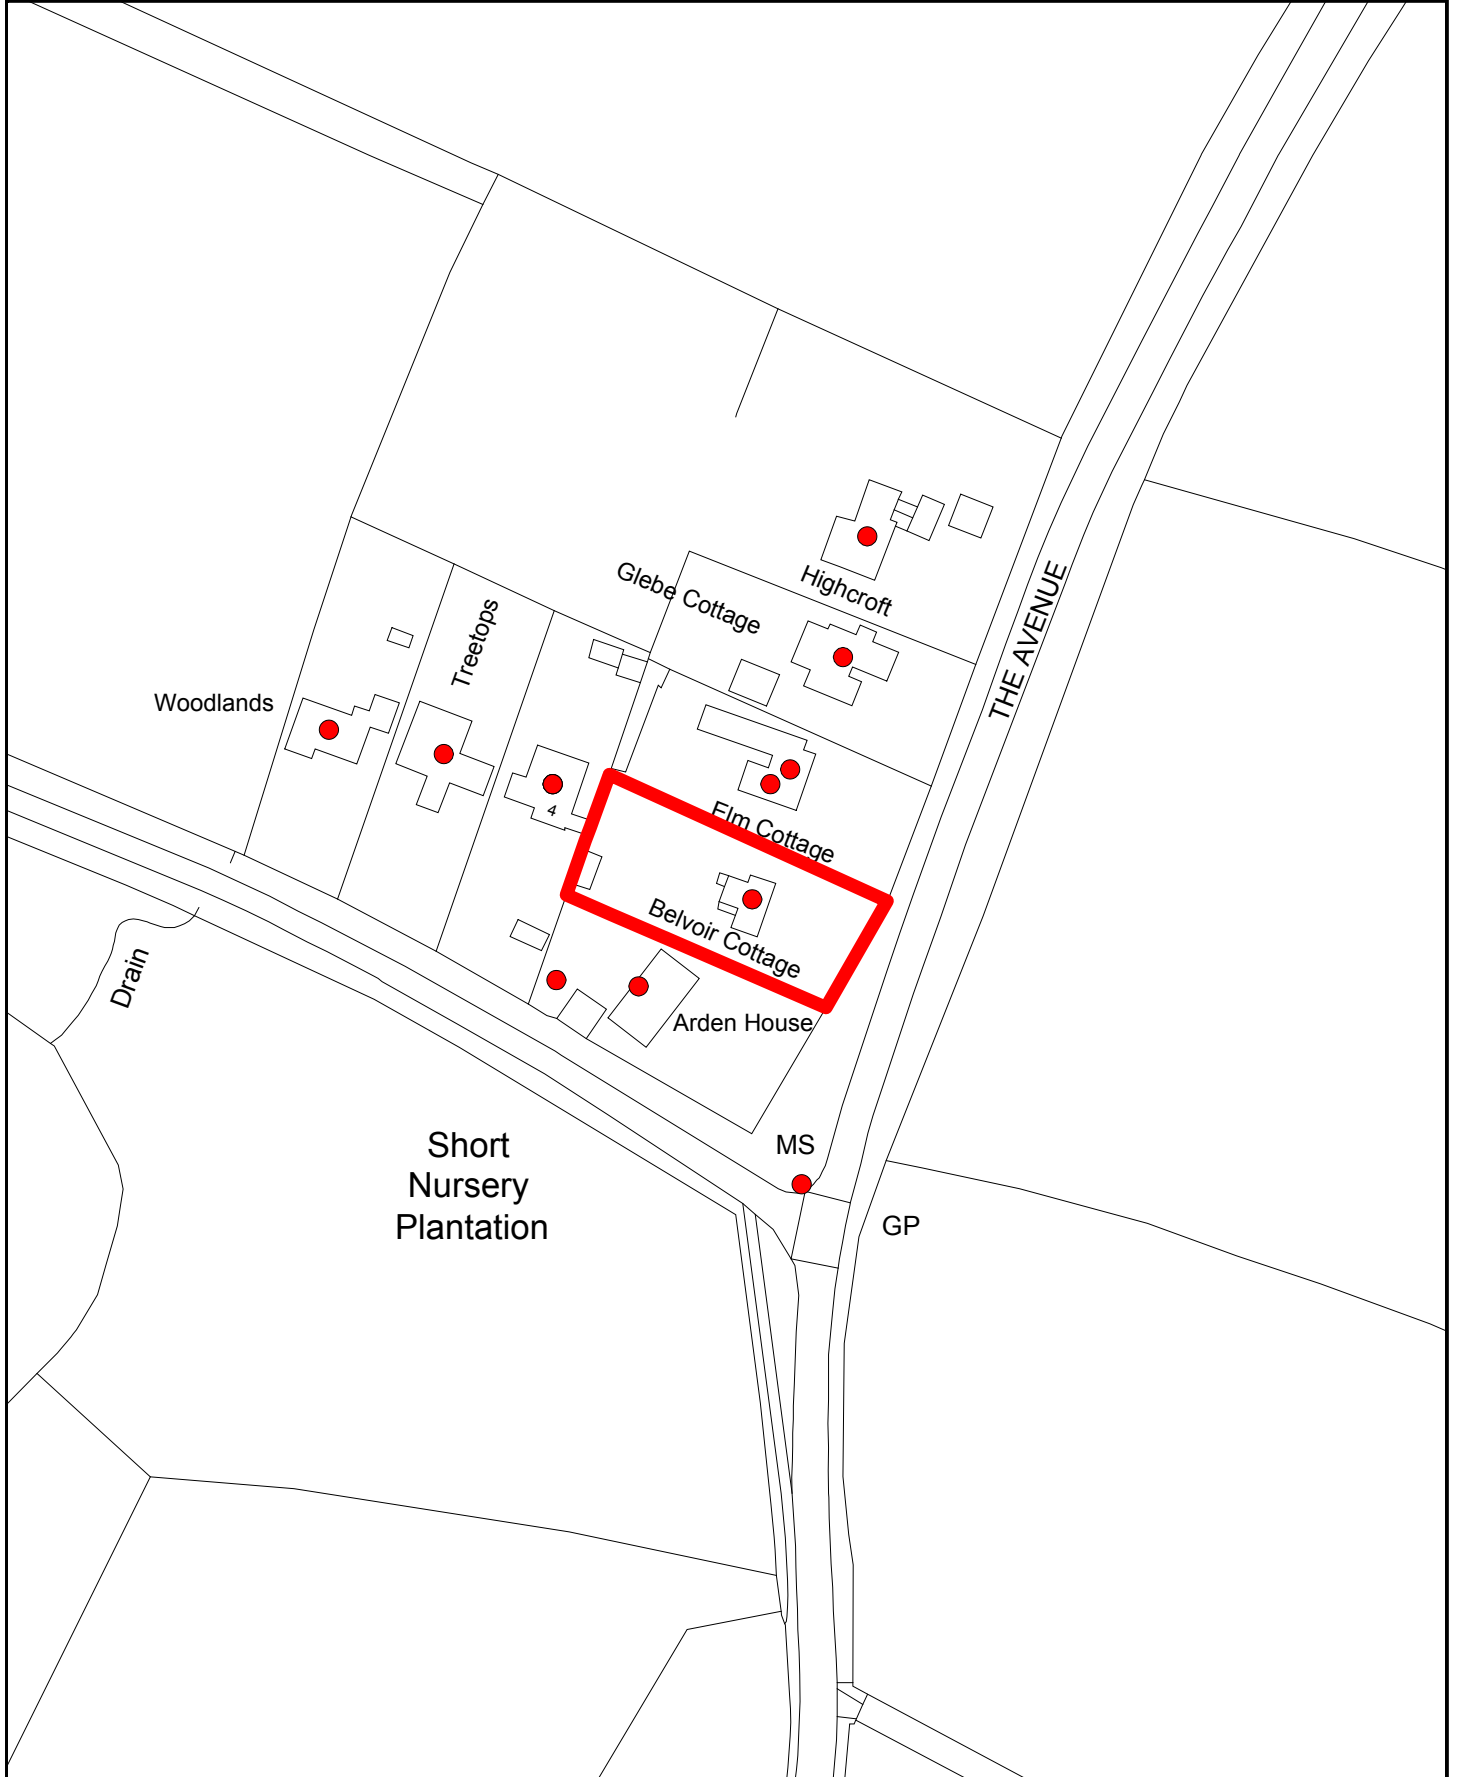 THE AVENUE
Highcroft
Glebe Cottage
Treetops
Woodlands
4
Elm Cottage
Belvoir Cottage
Drain
Arden House
Short
Nursery
Plantation
MS
GP